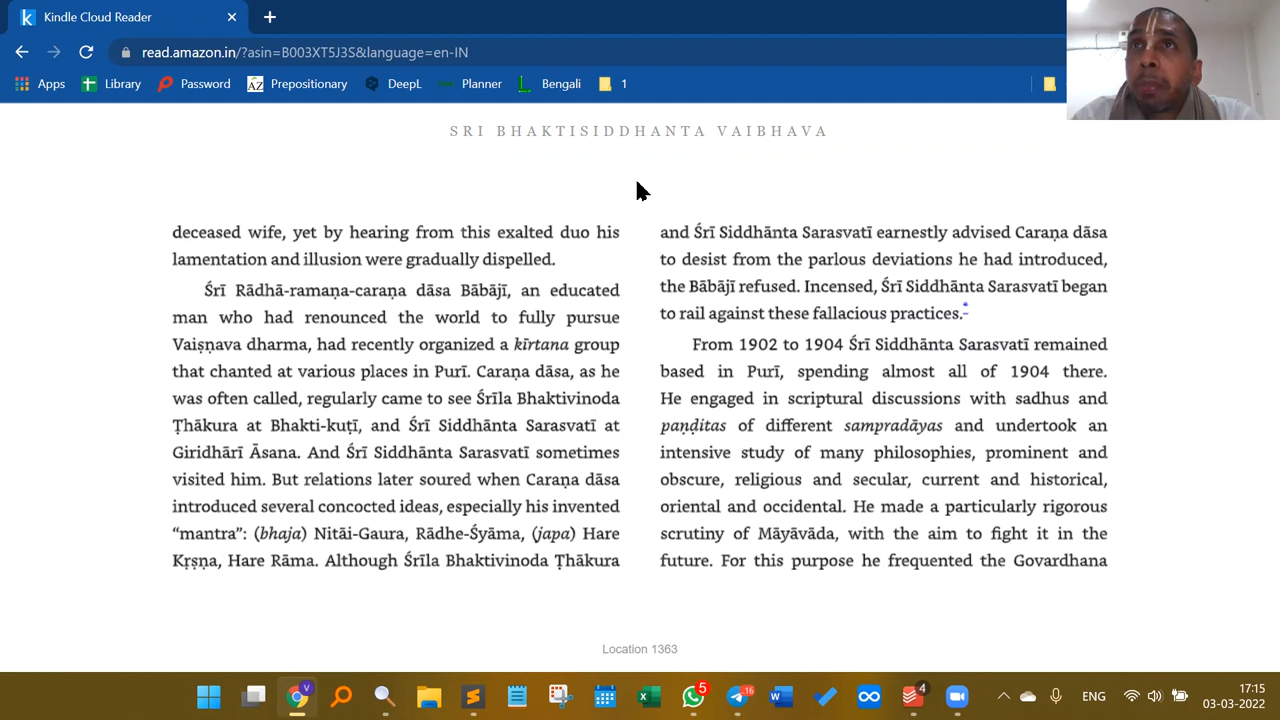 Kindle Cloud Reader
read.amazon.in/?asin=B003XT5J3S&language=en-IN
Apps Library Password Prepositionary DeepL Planner Bengali 1
SRI BHAKTISIDDHANTA VAIBHAVA
deceased wife, yet by hearing from this exalted duo his
lamentation and illusion were gradually dispelled.
Śrī Rādhā-ramaṇa-caraṇa dāsa Bābājī, an educated
man who had renounced the world to fully pursue
Vaiṣṇava dharma, had recently organized a kīrtana group
that chanted at various places in Purī. Caraṇa dāsa, as he
was often called, regularly came to see Śrīla Bhaktivinoda
Ṭhākura at Bhakti-kuṭī, and Śrī Siddhānta Sarasvatī at
Giridhārī Āsana. And Śrī Siddhānta Sarasvatī sometimes
visited him. But relations later soured when Caraṇa dāsa
introduced several concocted ideas, especially his invented
“mantra”: (bhaja) Nitāi-Gaura, Rādhe-Śyāma, (japa) Hare
Kṛṣṇa, Hare Rāma. Although Śrīla Bhaktivinoda Ṭhākura
and Śrī Siddhānta Sarasvatī earnestly advised Caraṇa dāsa
to desist from the parlous deviations he had introduced,
the Bābājī refused. Incensed, Śrī Siddhānta Sarasvatī began
to rail against these fallacious practices.*
From 1902 to 1904 Śrī Siddhānta Sarasvatī remained
based in Purī, spending almost all of 1904 there.
He engaged in scriptural discussions with sadhus and
paṇḍitas of different sampradāyas and undertook an
intensive study of many philosophies, prominent and
obscure, religious and secular, current and historical,
oriental and occidental. He made a particularly rigorous
scrutiny of Māyāvāda, with the aim to fight it in the
future. For this purpose he frequented the Govardhana
Location 1363
5 16 4 ENG 17:15
03-03-2022